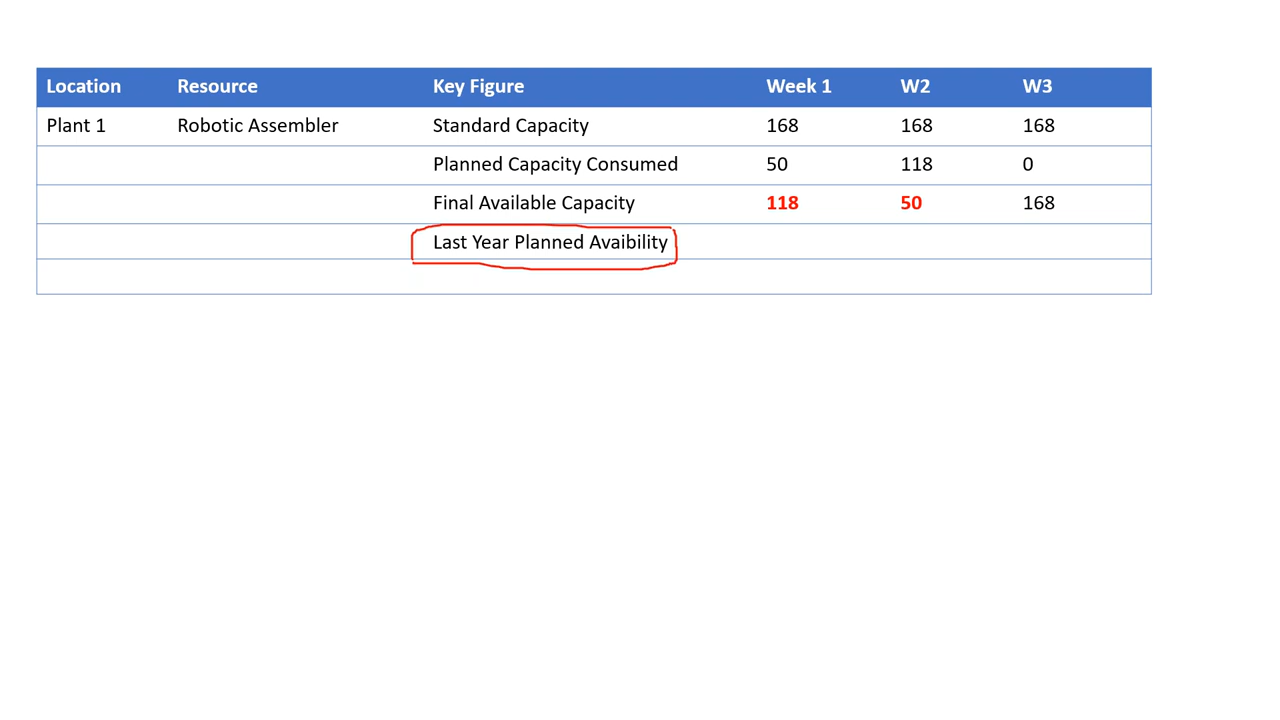 Location Resource Key Figure Week 1 W2 W3
Plant 1 Robotic Assembler Standard Capacity 168 168 168
Planned Capacity Consumed 50 118 0
Final Available Capacity 118 50 168
Last Year Planned Avaibility